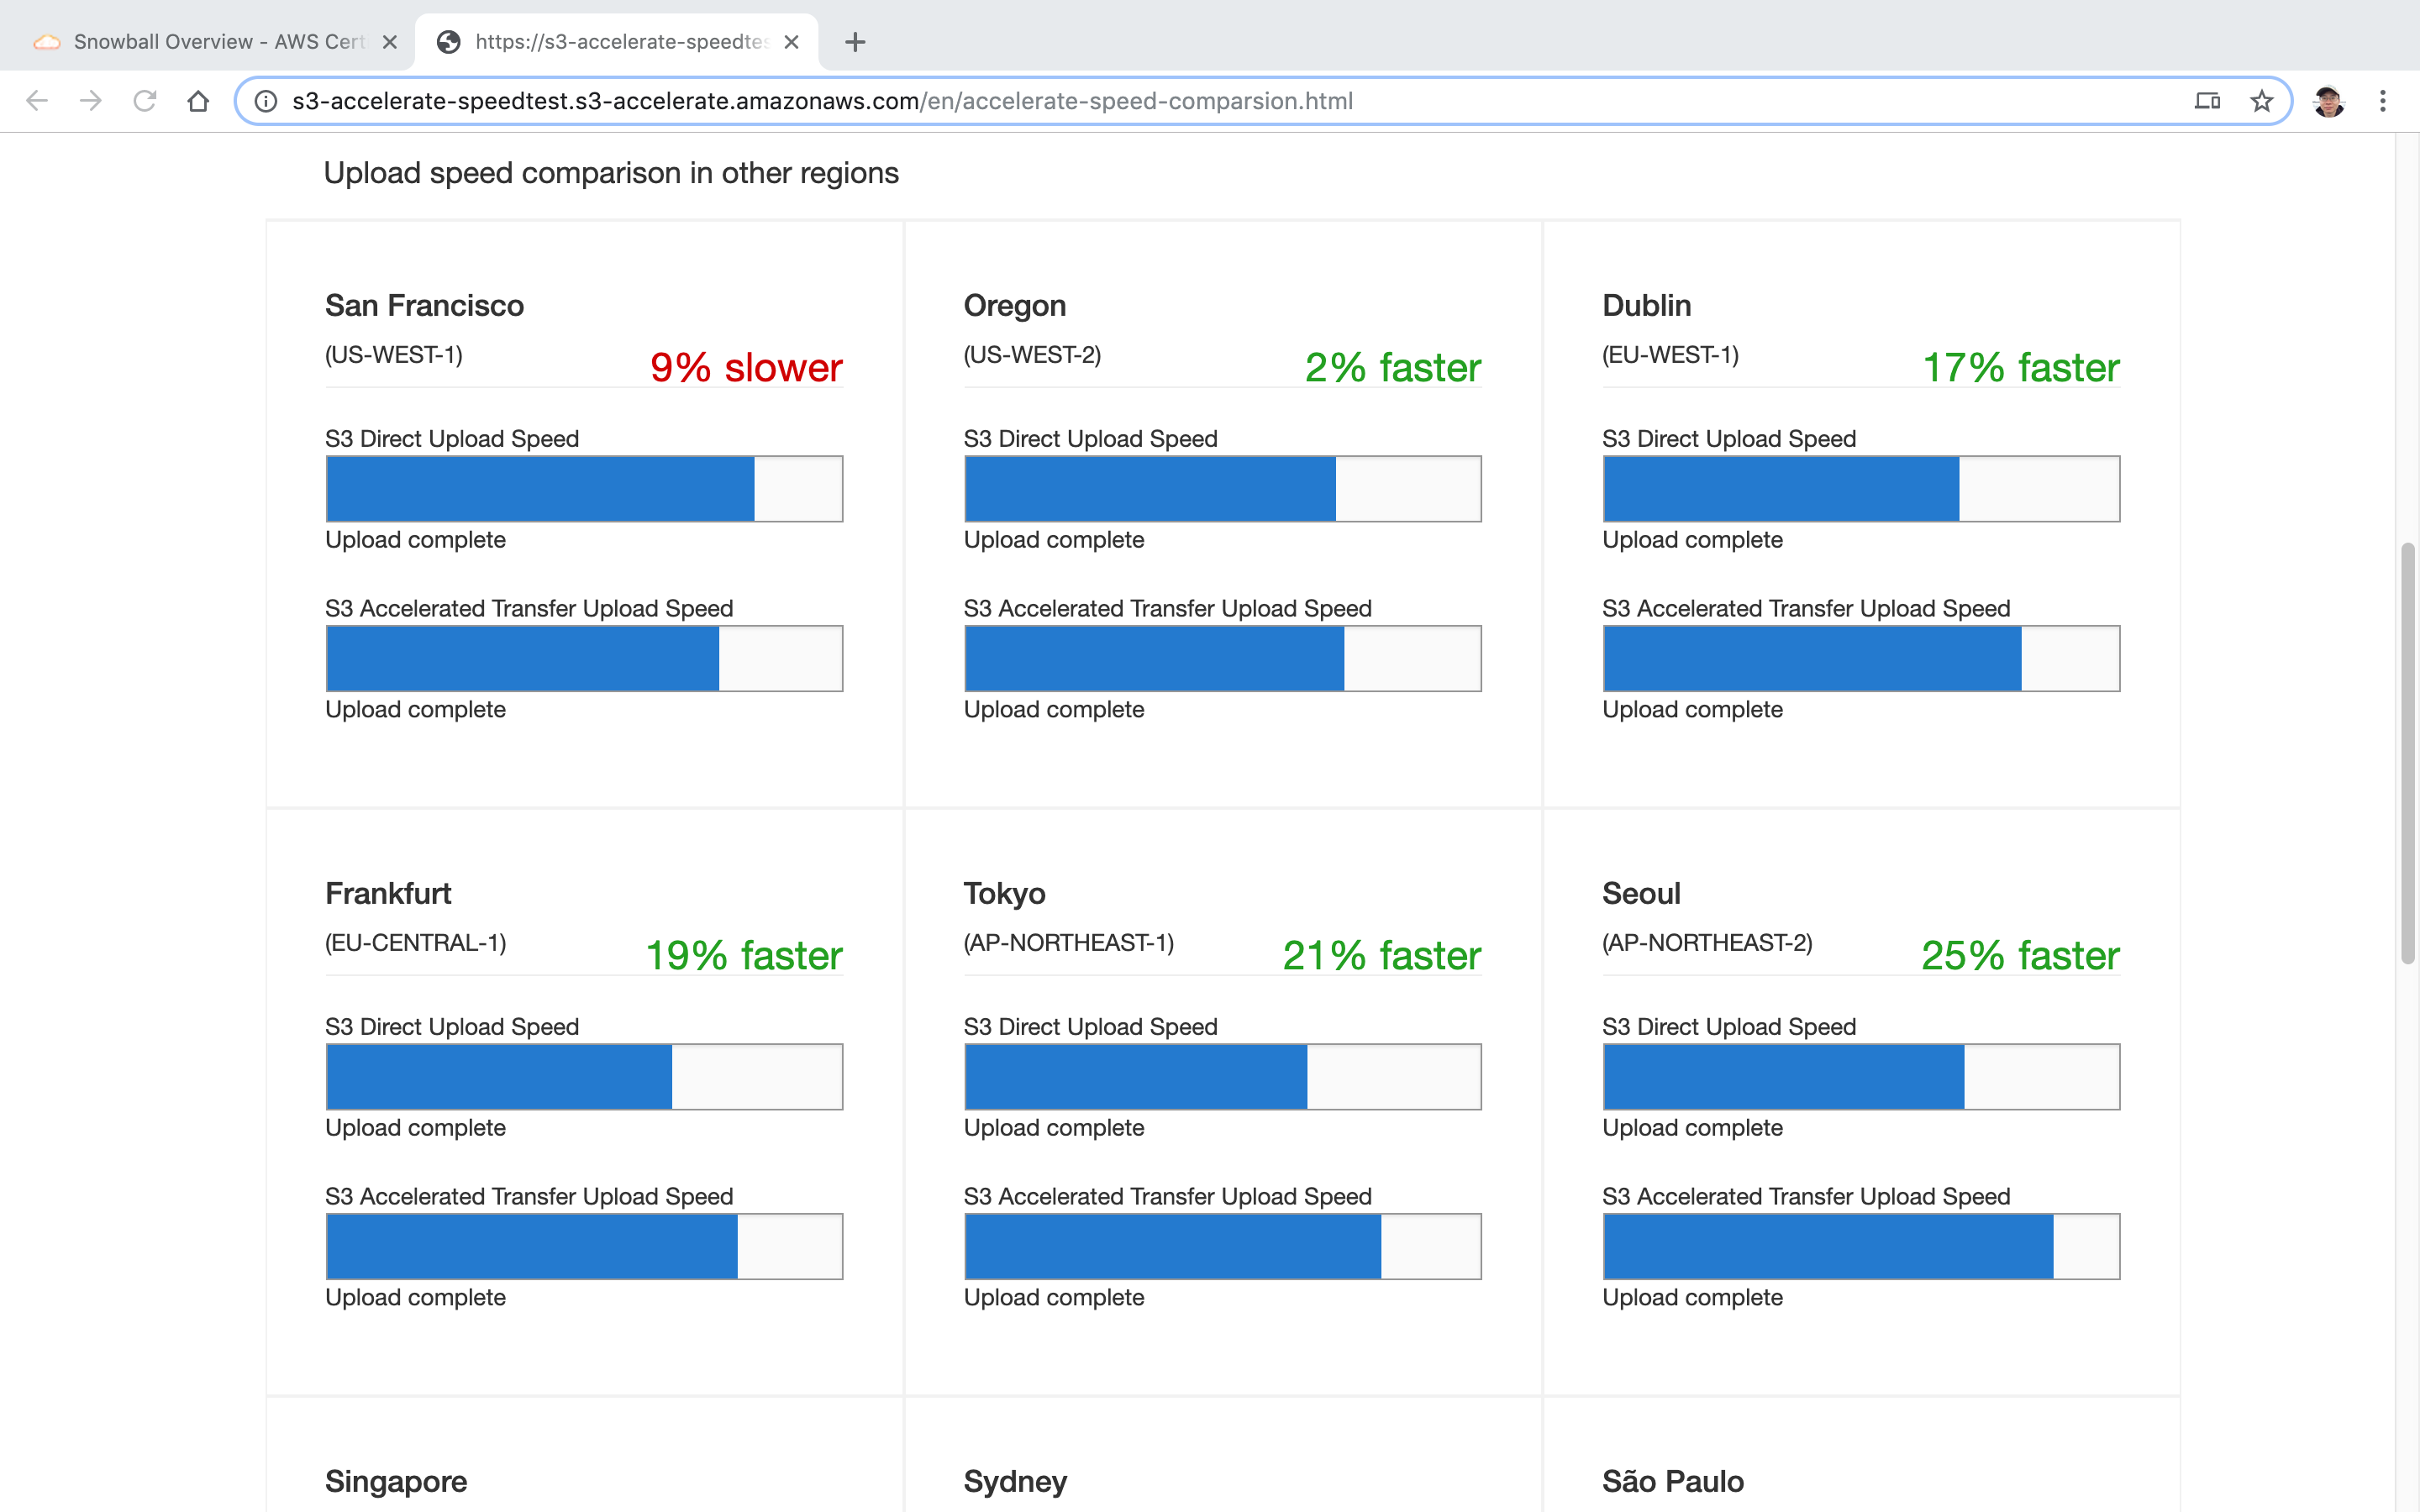 Snowball Overview - AWS Cert
https://s3-accelerate-speedtes
s3-accelerate-speedtest.s3-accelerate.amazonaws.com/en/accelerate-speed-comparsion.html
Upload speed comparison in other regions
San Francisco
(US-WEST-1)
9% slower
S3 Direct Upload Speed
Upload complete
S3 Accelerated Transfer Upload Speed
Upload complete
Oregon
(US-WEST-2)
2% faster
S3 Direct Upload Speed
Upload complete
S3 Accelerated Transfer Upload Speed
Upload complete
Dublin
(EU-WEST-1)
17% faster
S3 Direct Upload Speed
Upload complete
S3 Accelerated Transfer Upload Speed
Upload complete
Frankfurt
(EU-CENTRAL-1)
19% faster
S3 Direct Upload Speed
Upload complete
S3 Accelerated Transfer Upload Speed
Upload complete
Tokyo
(AP-NORTHEAST-1)
21% faster
S3 Direct Upload Speed
Upload complete
S3 Accelerated Transfer Upload Speed
Upload complete
Seoul
(AP-NORTHEAST-2)
25% faster
S3 Direct Upload Speed
Upload complete
S3 Accelerated Transfer Upload Speed
Upload complete
Singapore
Sydney
São Paulo